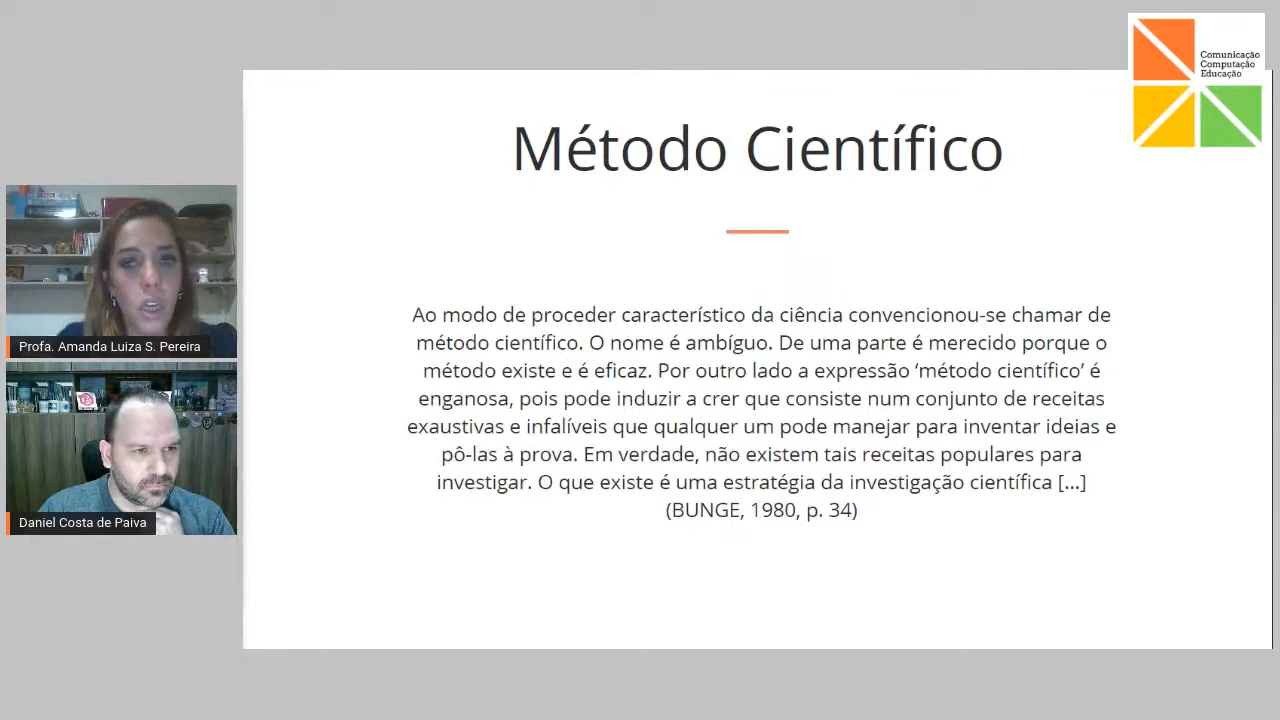 Comunicação
Computação
Educação
Método Científico
Ao modo de proceder característico da ciência convencionou-se chamar de
método científico. O nome é ambíguo. De uma parte é merecido porque o
método existe e é eficaz. Por outro lado a expressão ‘método científico’ é
enganosa, pois pode induzir a crer que consiste num conjunto de receitas
exaustivas e infalíveis que qualquer um pode manejar para inventar ideias e
pô-las à prova. Em verdade, não existem tais receitas populares para
investigar. O que existe é uma estratégia da investigação científica [...]
(BUNGE, 1980, p. 34)
Profa. Amanda Luiza S. Pereira
Daniel Costa de Paiva